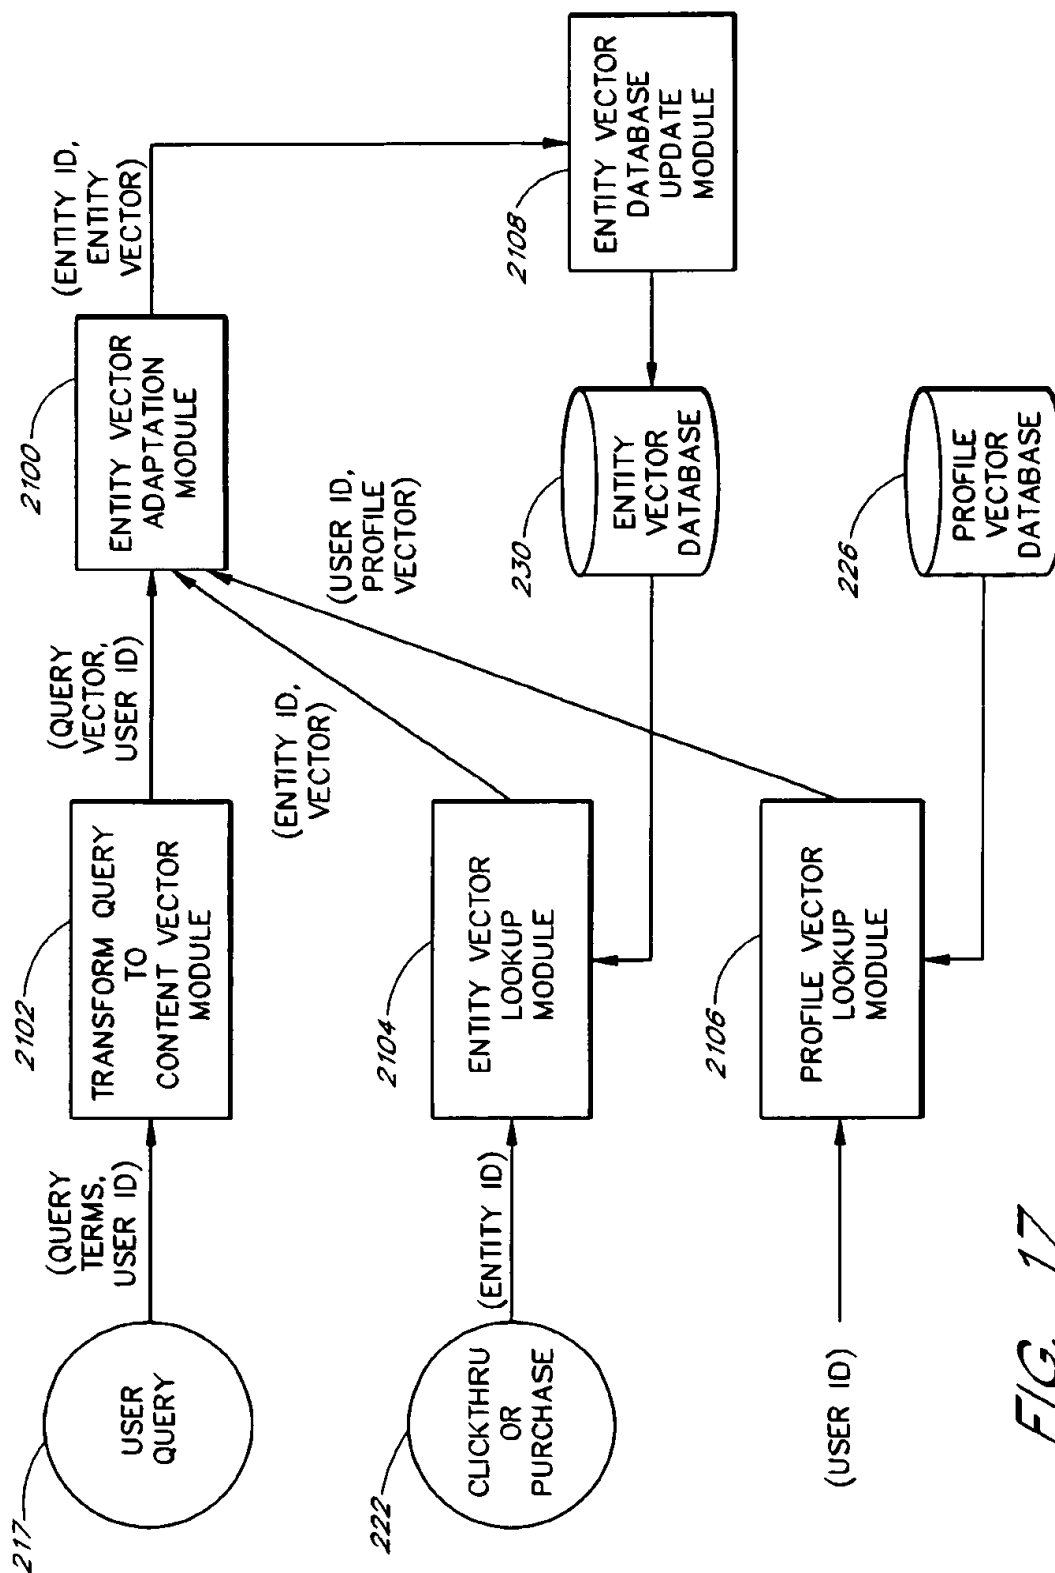 217
USER
QUERY
(QUERY
TERMS,
USER ID)
2102
TRANSFORM QUERY
TO
CONTENT VECTOR
MODULE
(QUERY
VECTOR,
USER ID)
2100
ENTITY VECTOR
ADAPTATION
MODULE
(ENTITY ID,
ENTITY
VECTOR)
222
CLICKTHRU
OR
PURCHASE
(ENTITY ID)
2104
ENTITY VECTOR
LOOKUP
MODULE
(ENTITY ID,
VECTOR)
(USER ID,
PROFILE
VECTOR)
230
ENTITY
VECTOR
DATABASE
2108
ENTITY VECTOR
DATABASE
UPDATE
MODULE
(USER ID)
2106
PROFILE VECTOR
LOOKUP
MODULE
226
PROFILE
VECTOR
DATABASE
FIG. 17